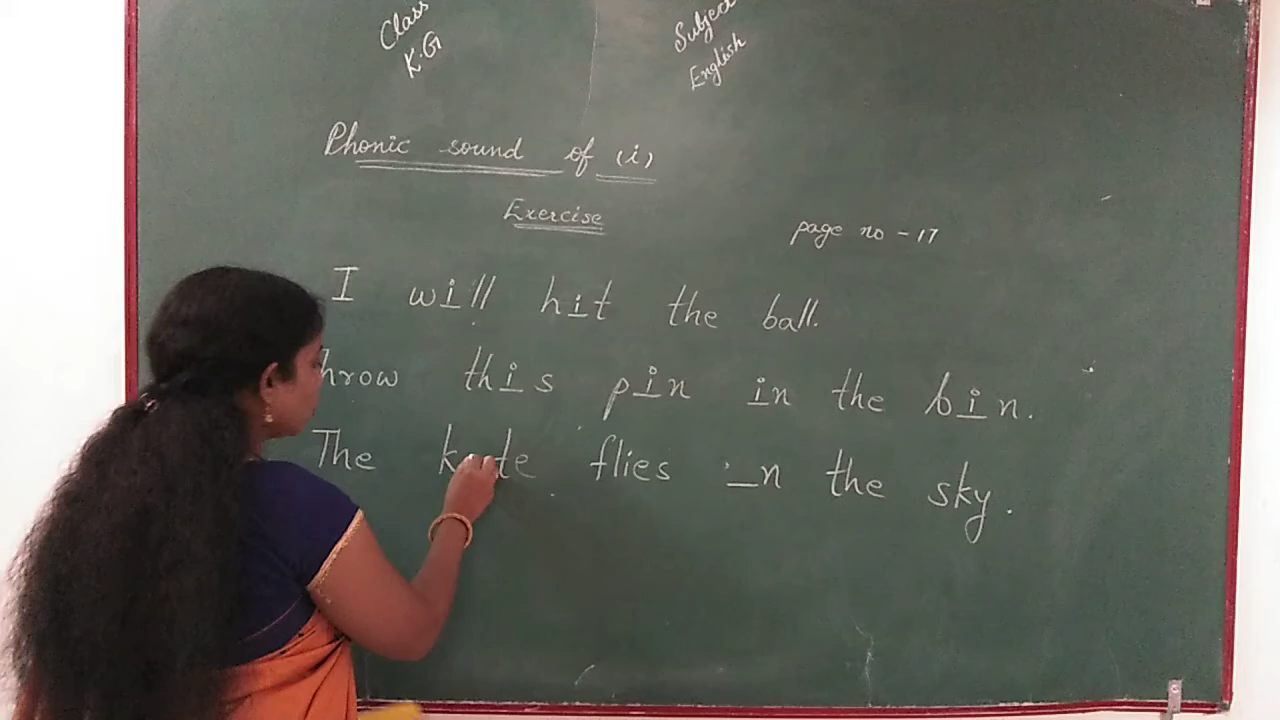 Class Subject
K.G English
Phonic sound of (i)
Exercise page no - 17
I will hit the ball.
hrow this pin in the bin.
The k te flies _n the sky.